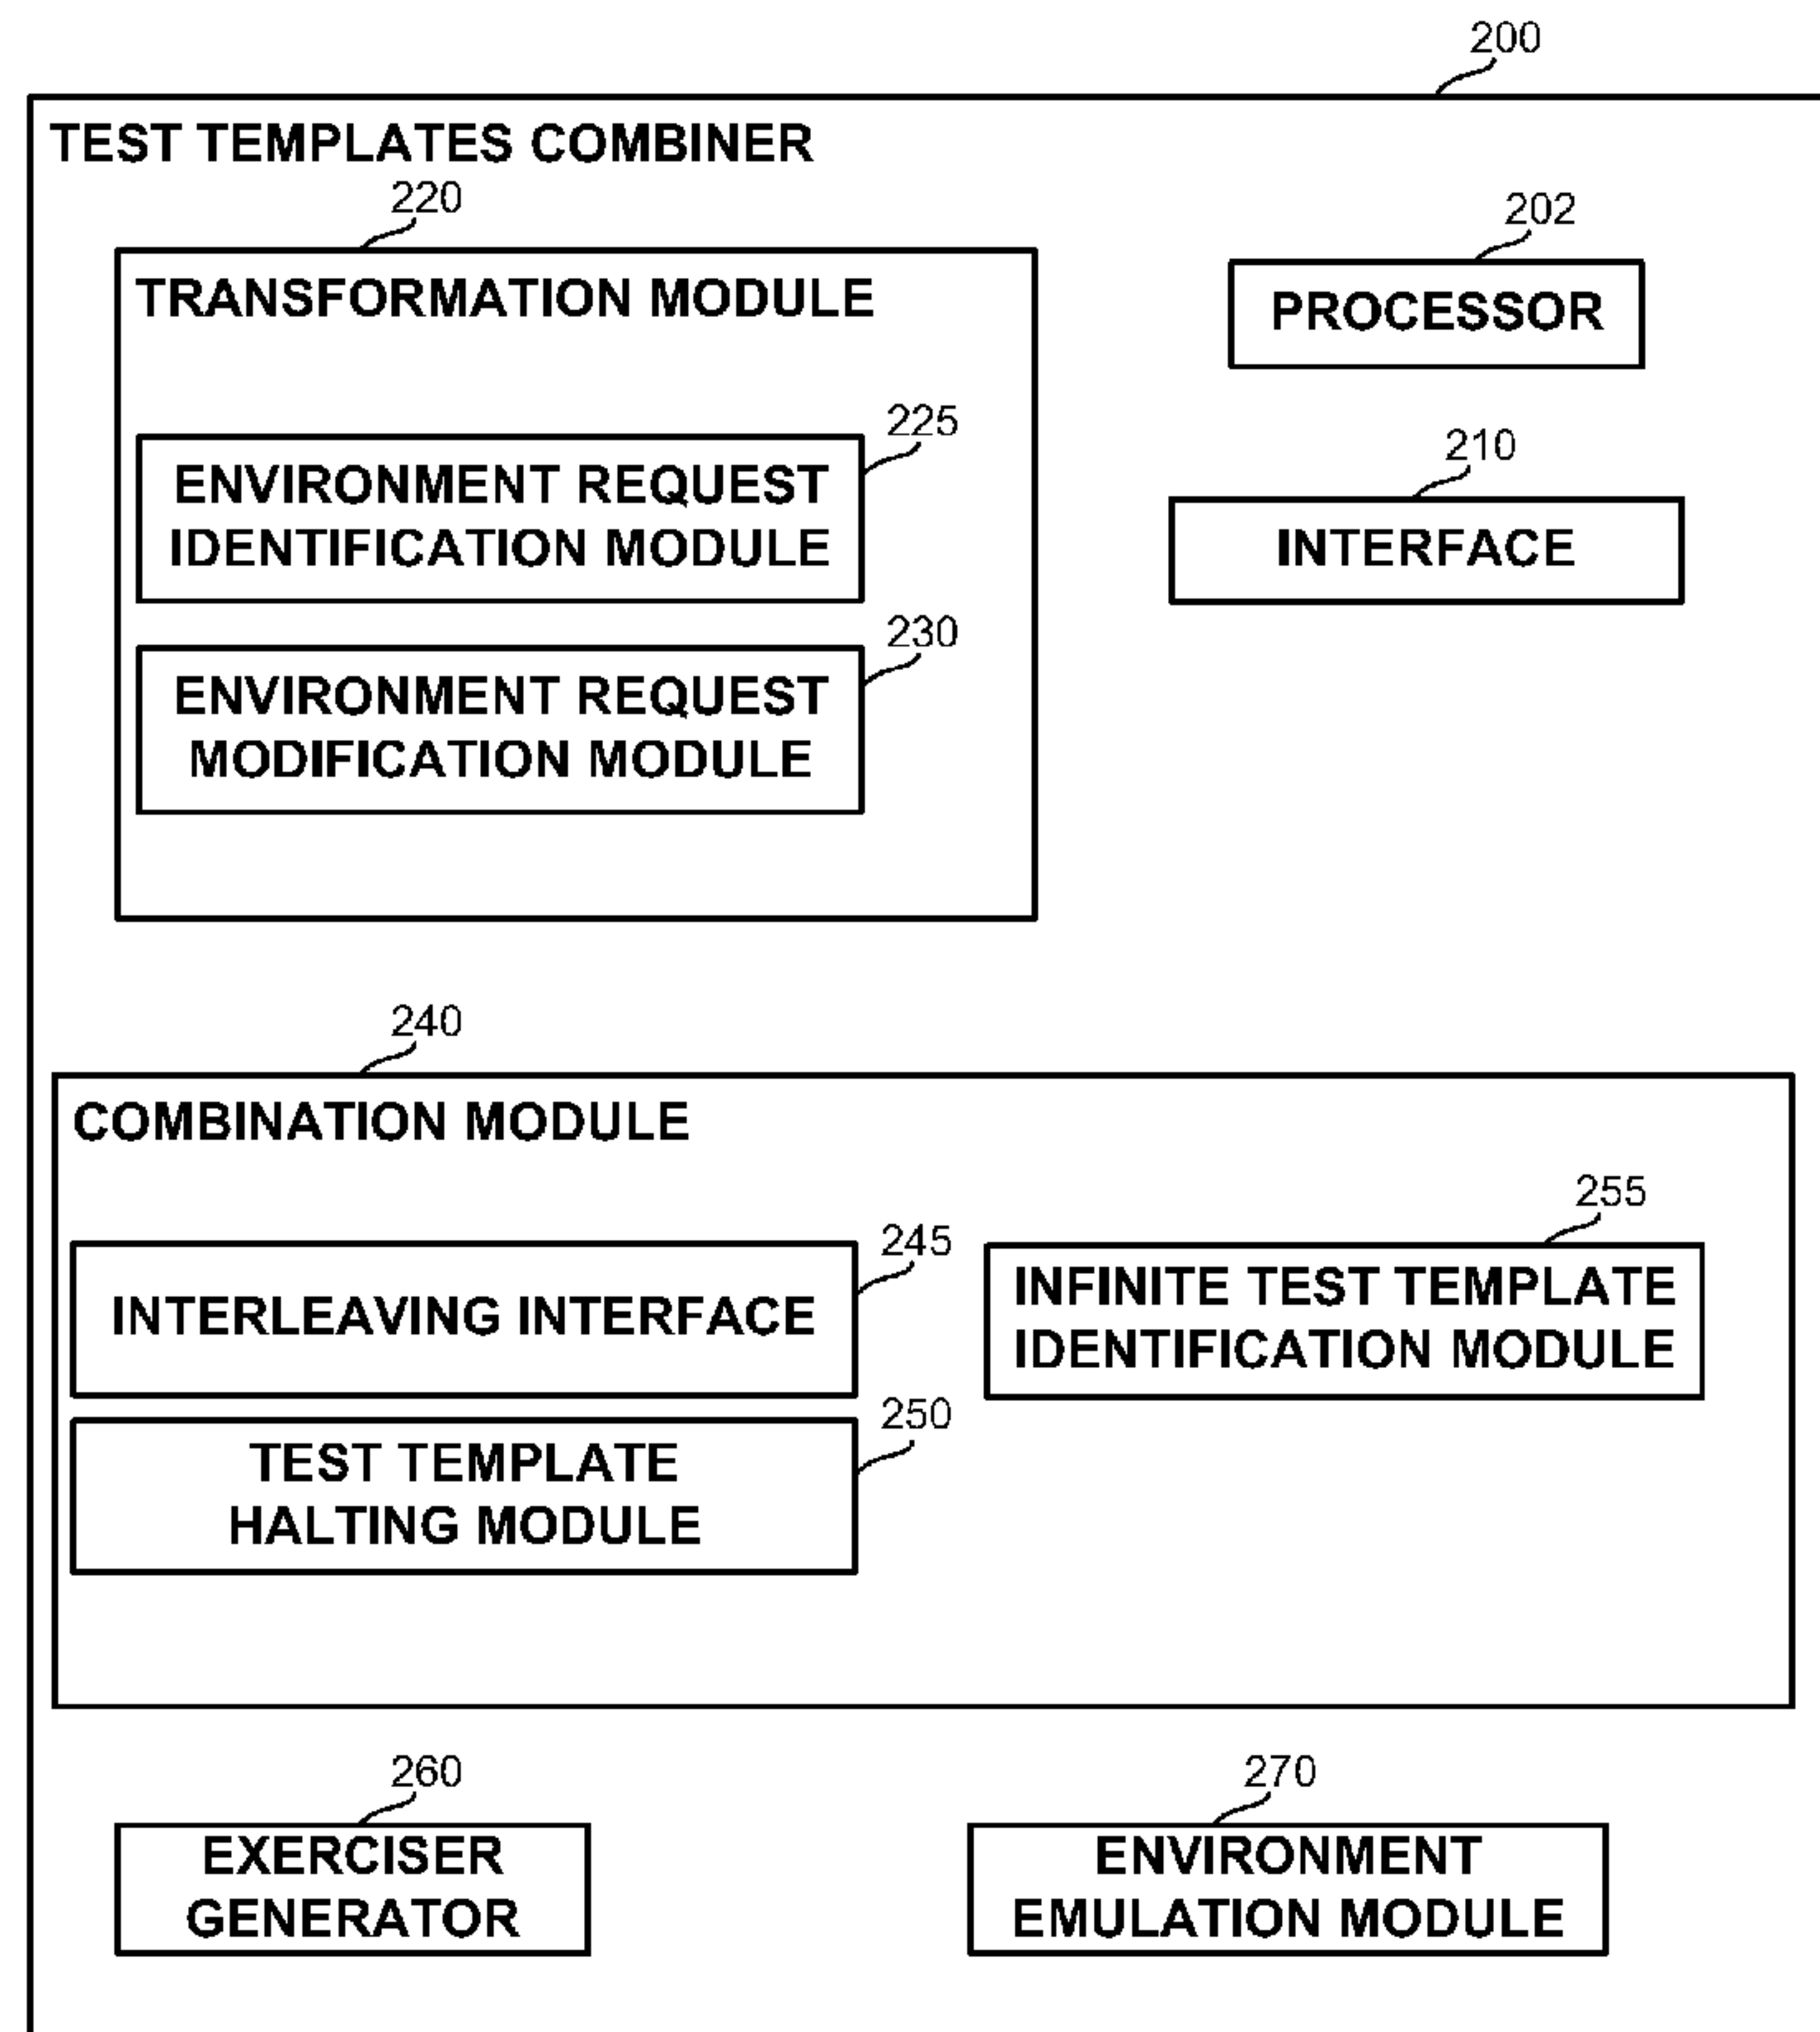 200
TEST TEMPLATES COMBINER
220
202
TRANSFORMATION MODULE
PROCESSOR
225
210
ENVIRONMENT REQUEST
IDENTIFICATION MODULE
INTERFACE
230
ENVIRONMENT REQUEST
MODIFICATION MODULE
240
COMBINATION MODULE
245
255
INTERLEAVING INTERFACE
INFINITE TEST TEMPLATE
IDENTIFICATION MODULE
250
TEST TEMPLATE
HALTING MODULE
260
270
EXERCISER
GENERATOR
ENVIRONMENT
EMULATION MODULE